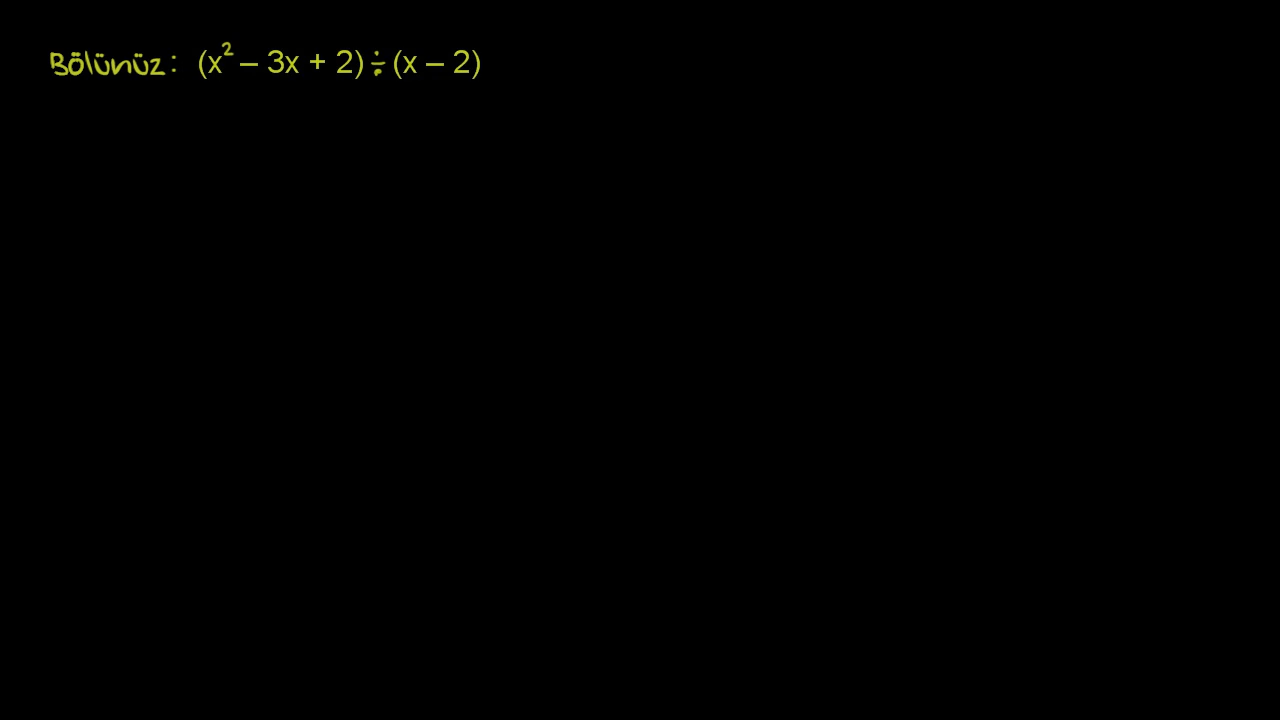 Bölünüz: (x² – 3x + 2) ÷ (x – 2)